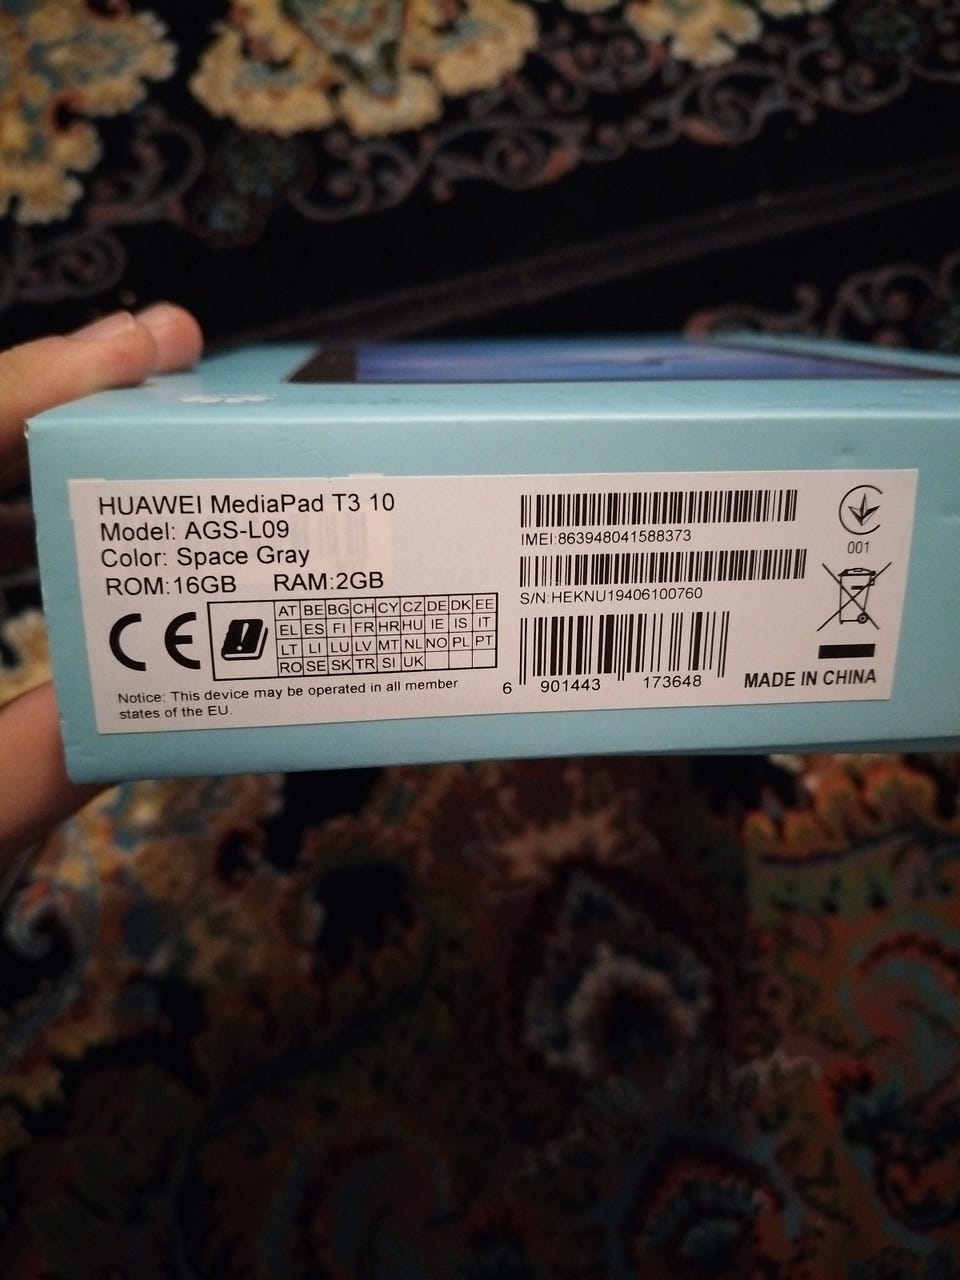 HUAWEI MediaPad T3 10
Model: AGS-L09
Color: Space Gray
ROM:16GB RAM:2GB
CE
AT BE BG CH CY CZ DE DK EE
EL ES FI FR HR HU IE IS IT
LT LI LU LV MT NL NO PL PT
RO SE SK TR SI UK
Notice: This device may be operated in all member
states of the EU.
IMEI:863948041588373
S/N:HEKNU19406100760
6 901443 173648
001
MADE IN CHINA